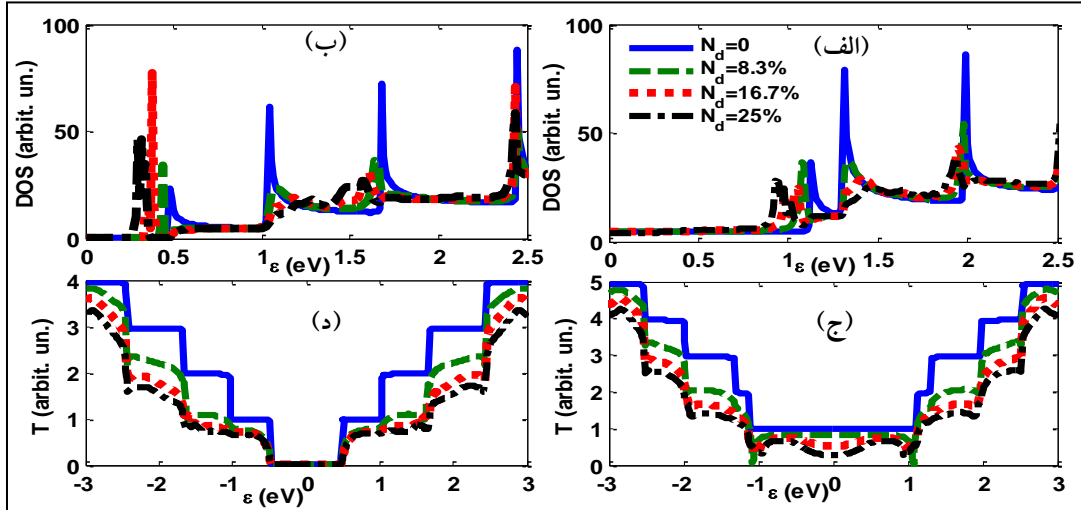 100
50
0
DOS (arbit. un.)
(ب)
0 0.5 1 1.5 2 2.5
ε (eV)
100
50
0
DOS (arbit. un.)
(الف)
N_d=0
N_d=8.3%
N_d=16.7%
N_d=25%
0 0.5 1 1.5 2 2.5
ε (eV)
4
3
2
1
0
T (arbit. un.)
(د)
-3 -2 -1 0 1 2 3
ε (eV)
5
4
3
2
1
0
T (arbit. un.)
(ج)
-3 -2 -1 0 1 2 3
ε (eV)